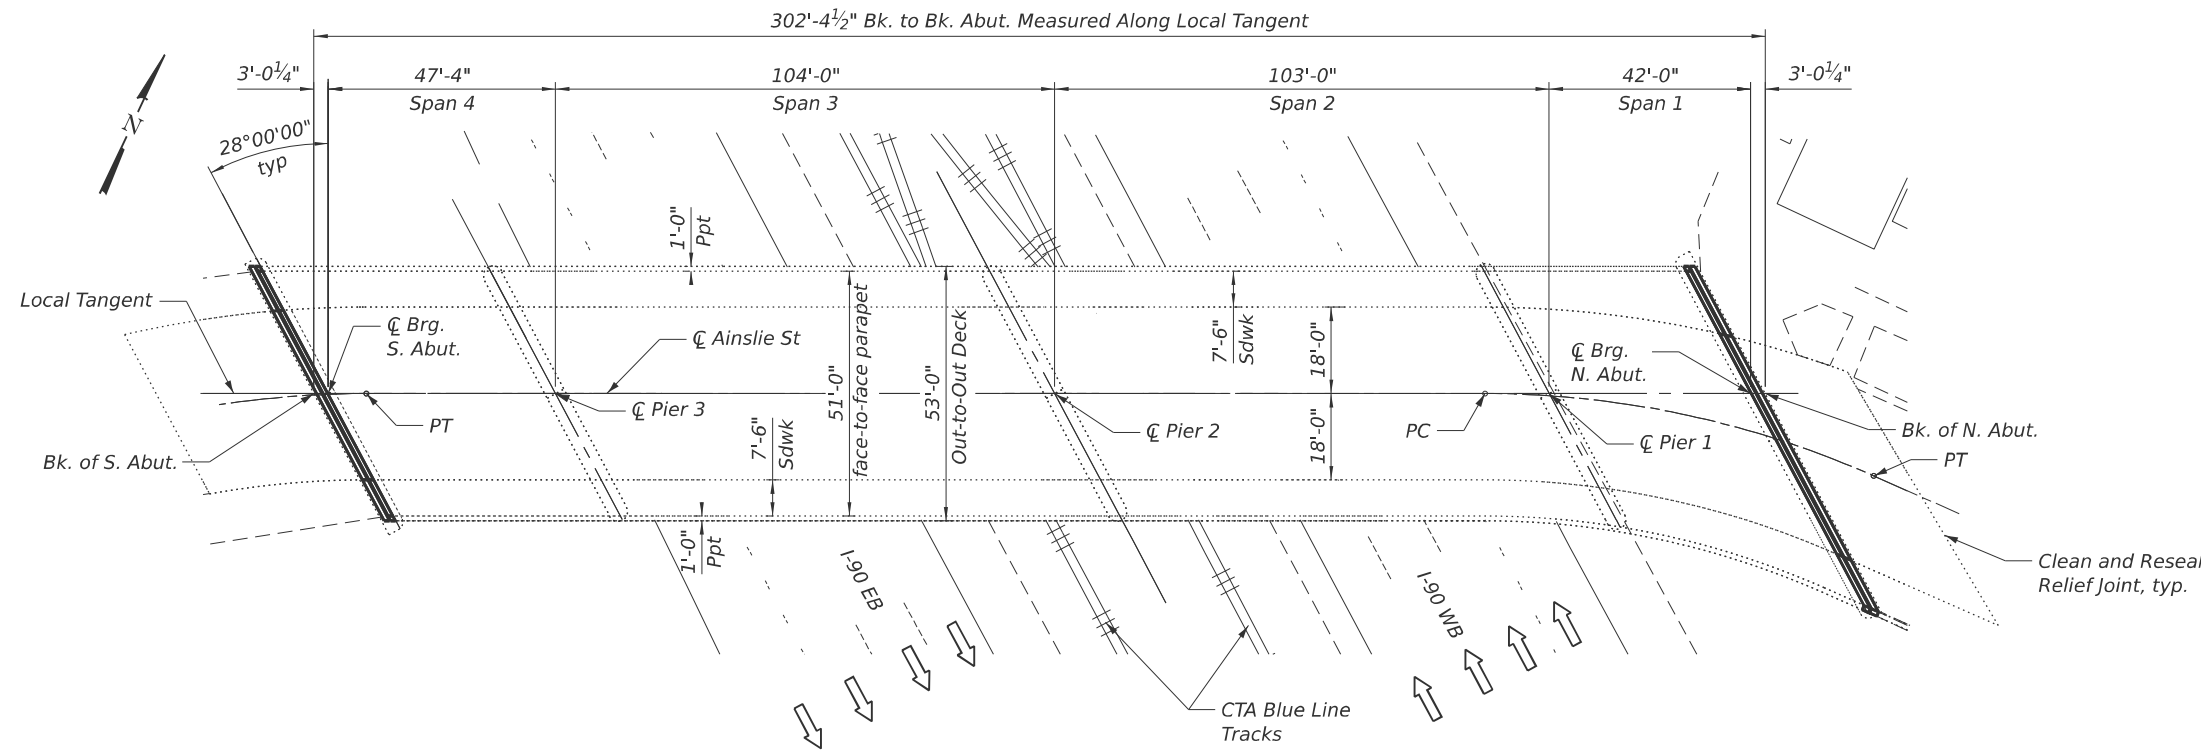 302'-4½" Bk. to Bk. Abut. Measured Along Local Tangent
3'-0¼"
47'-4"
104'-0"
103'-0"
42'-0"
3'-0¼"
Span 4
Span 3
Span 2
Span 1
N
28°00'00"
typ
1'-0"
Ppt
Local Tangent
℄ Brg.
S. Abut.
℄ Ainslie St
51'-0"
face-to-face parapet
53'-0"
Out-to-Out Deck
7'-6"
Sdwk
18'-0"
℄ Brg.
N. Abut.
PT
℄ Pier 3
℄ Pier 2
PC
℄ Pier 1
Bk. of N. Abut.
PT
Bk. of S. Abut.
7'-6"
Sdwk
18'-0"
1'-0"
Ppt
I-90 EB
I-90 WB
Clean and Reseal
Relief Joint, typ.
CTA Blue Line
Tracks